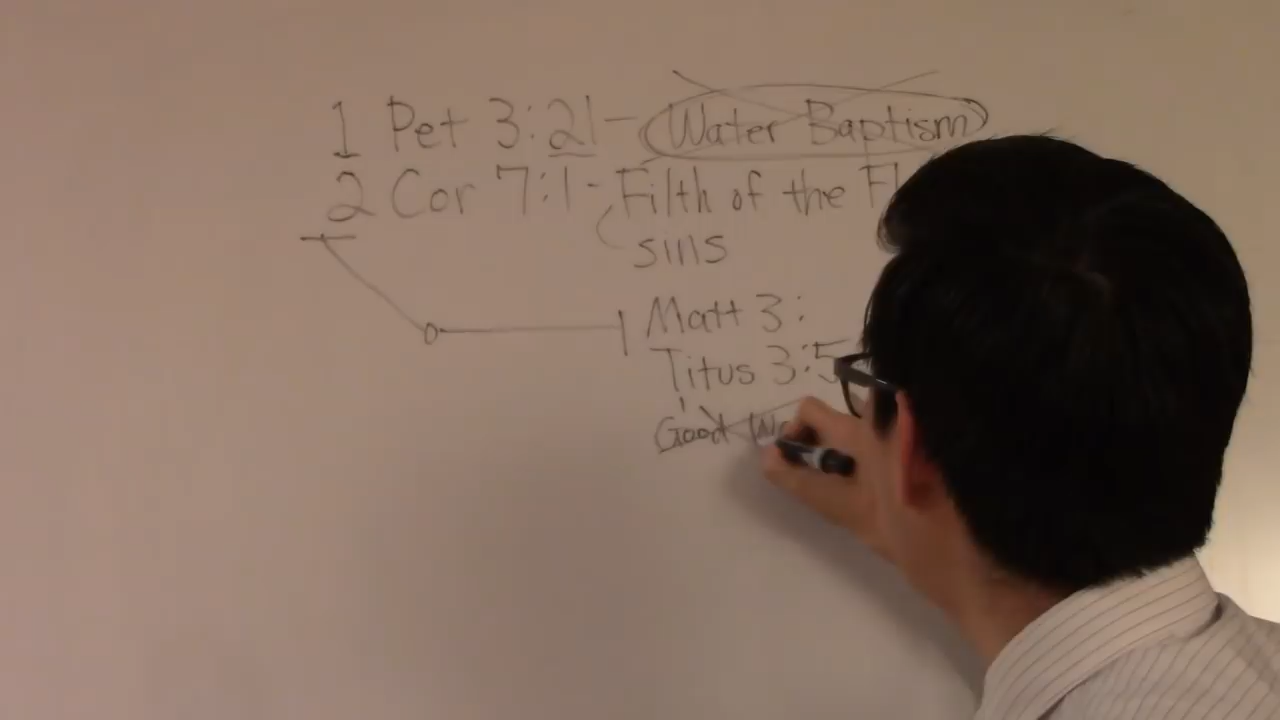 1 Pet 3:21 - Water Baptism
2 Cor 7:1 - Filth of the
sins
Matt 3:
Titus 3:5
Good